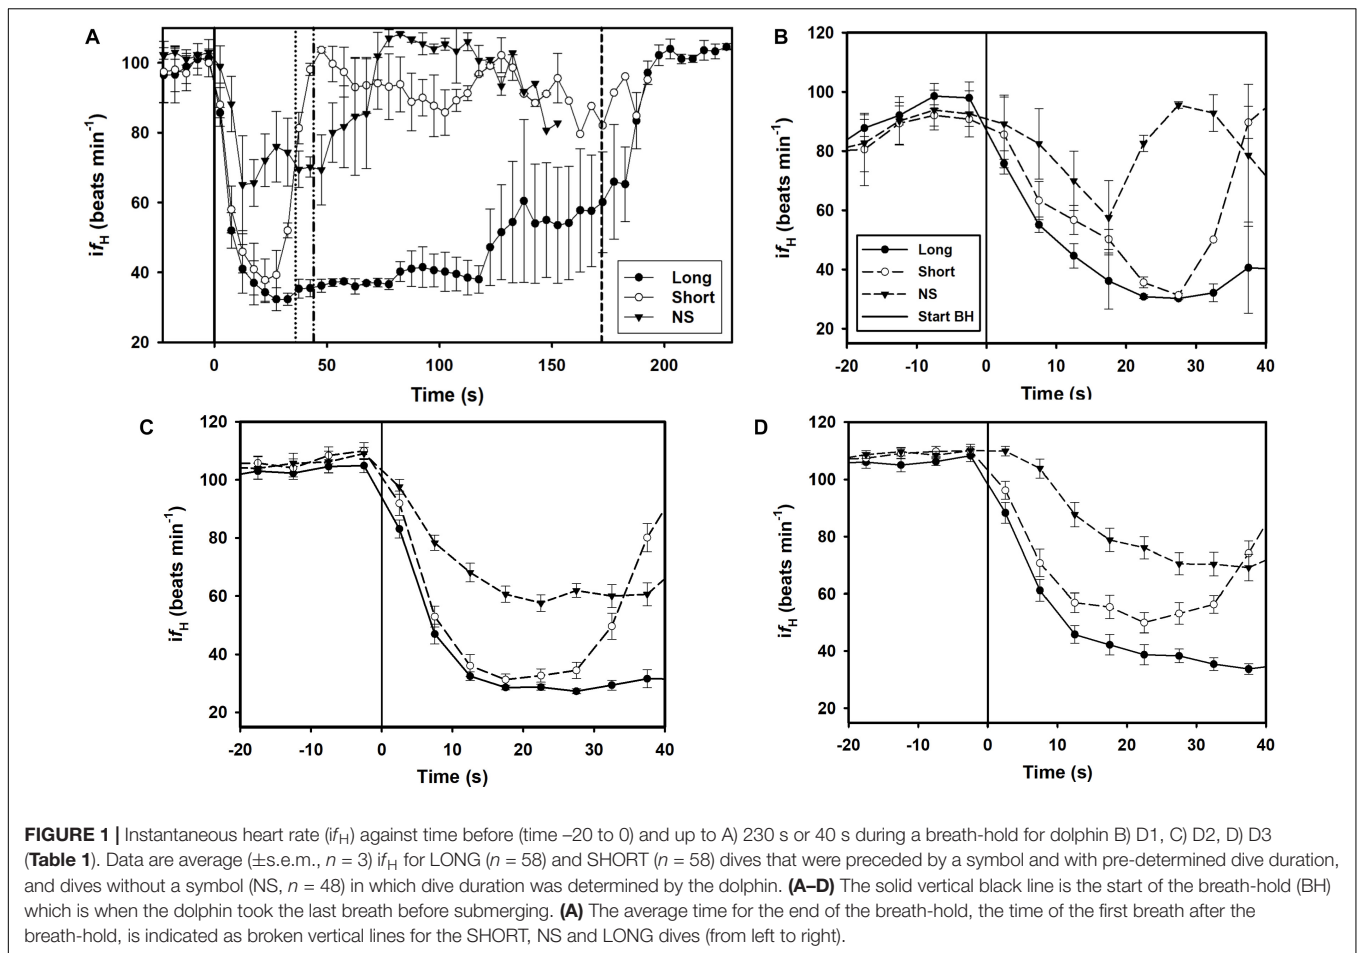 A
if_H (beats min⁻¹)
100
80
60
40
20
0
50
100
150
200
Time (s)
Long
Short
NS
B
if_H (beats min⁻¹)
120
100
80
60
40
20
-20
-10
0
10
20
30
40
Time (s)
Long
Short
NS
Start BH
C
if_H (beats min⁻¹)
120
100
80
60
40
20
-20
-10
0
10
20
30
40
Time (s)
D
if_H (beats min⁻¹)
120
100
80
60
40
20
-20
-10
0
10
20
30
40
Time (s)
FIGURE 1 | Instantaneous heart rate (if_H) against time before (time –20 to 0) and up to A) 230 s or 40 s during a breath-hold for dolphin B) D1, C) D2, D) D3
(Table 1). Data are average (±s.e.m., n = 3) if_H for LONG (n = 58) and SHORT (n = 58) dives that were preceded by a symbol and with pre-determined dive duration,
and dives without a symbol (NS, n = 48) in which dive duration was determined by the dolphin. (A–D) The solid vertical black line is the start of the breath-hold (BH)
which is when the dolphin took the last breath before submerging. (A) The average time for the end of the breath-hold, the time of the first breath after the
breath-hold, is indicated as broken vertical lines for the SHORT, NS and LONG dives (from left to right).